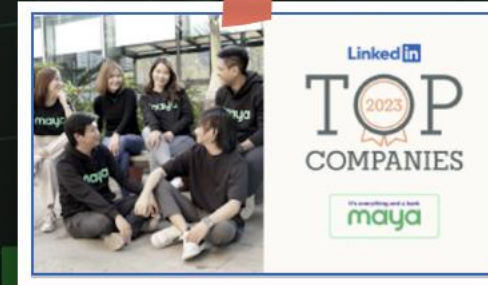 maya
maya
maya
maya
Linked in
TOP
2023
COMPANIES
It's everything and a bank
maya